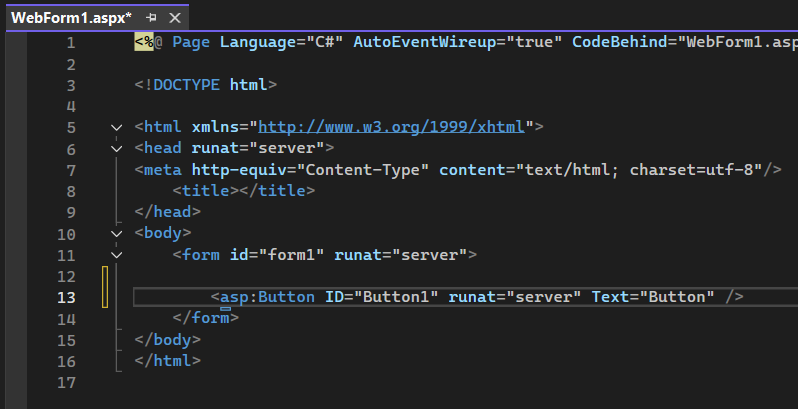 WebForm1.aspx*
1 <%@ Page Language="C#" AutoEventWireup="true" CodeBehind="WebForm1.asp
2
3 <!DOCTYPE html>
4
5 <html xmlns="http://www.w3.org/1999/xhtml">
6 <head runat="server">
7 <meta http-equiv="Content-Type" content="text/html; charset=utf-8"/>
8     <title></title>
9 </head>
10 <body>
11     <form id="form1" runat="server">
12
13         <asp:Button ID="Button1" runat="server" Text="Button" />
14     </form>
15 </body>
16 </html>
17